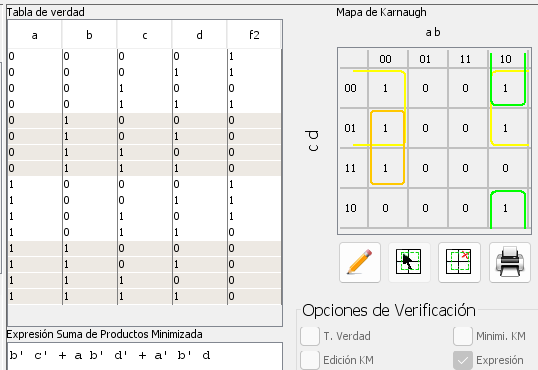 Tabla de verdad
a b c d f2
0 0 0 0 1
0 0 0 1 1
0 0 1 0 0
0 0 1 1 1
0 1 0 0 0
0 1 0 1 0
0 1 1 0 0
0 1 1 1 0
1 0 0 0 1
1 0 0 1 1
1 0 1 0 1
1 0 1 1 0
1 1 0 0 0
1 1 0 1 0
1 1 1 0 0
1 1 1 1 0
Expresión Suma de Productos Minimizada
b' c' + a b' d' + a' b' d
Mapa de Karnaugh
a b
00 01 11 10
c d
00 1 0 0 1
01 1 0 0 1
11 1 0 0 0
10 0 0 0 1
Opciones de Verificación
T. Verdad Minimi. KM
Edición KM Expresión